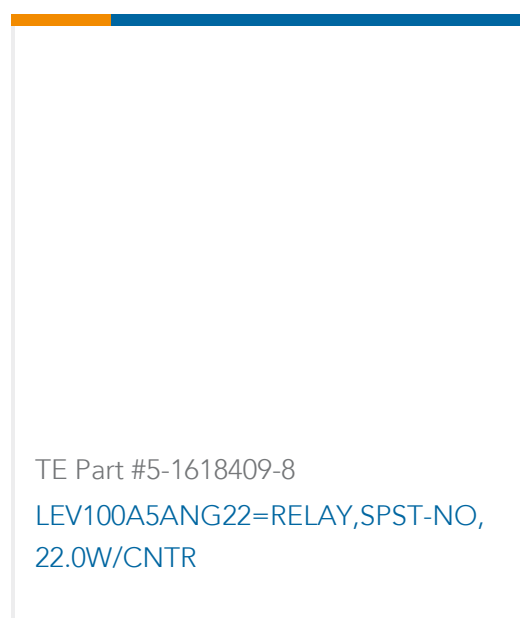 TE Part #5-1618409-8
LEV100A5ANG22=RELAY,SPST-NO,
22.0W/CNTR